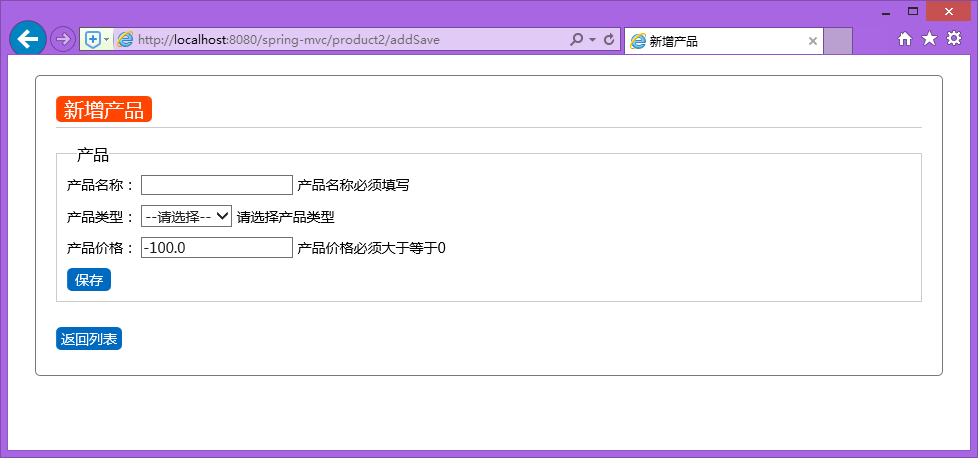 http://localhost:8080/spring-mvc/product2/addSave
新增产品
新增产品
产品
产品名称： 产品名称必须填写
产品类型： --请选择-- 请选择产品类型
产品价格： -100.0 产品价格必须大于等于0
保存
返回列表